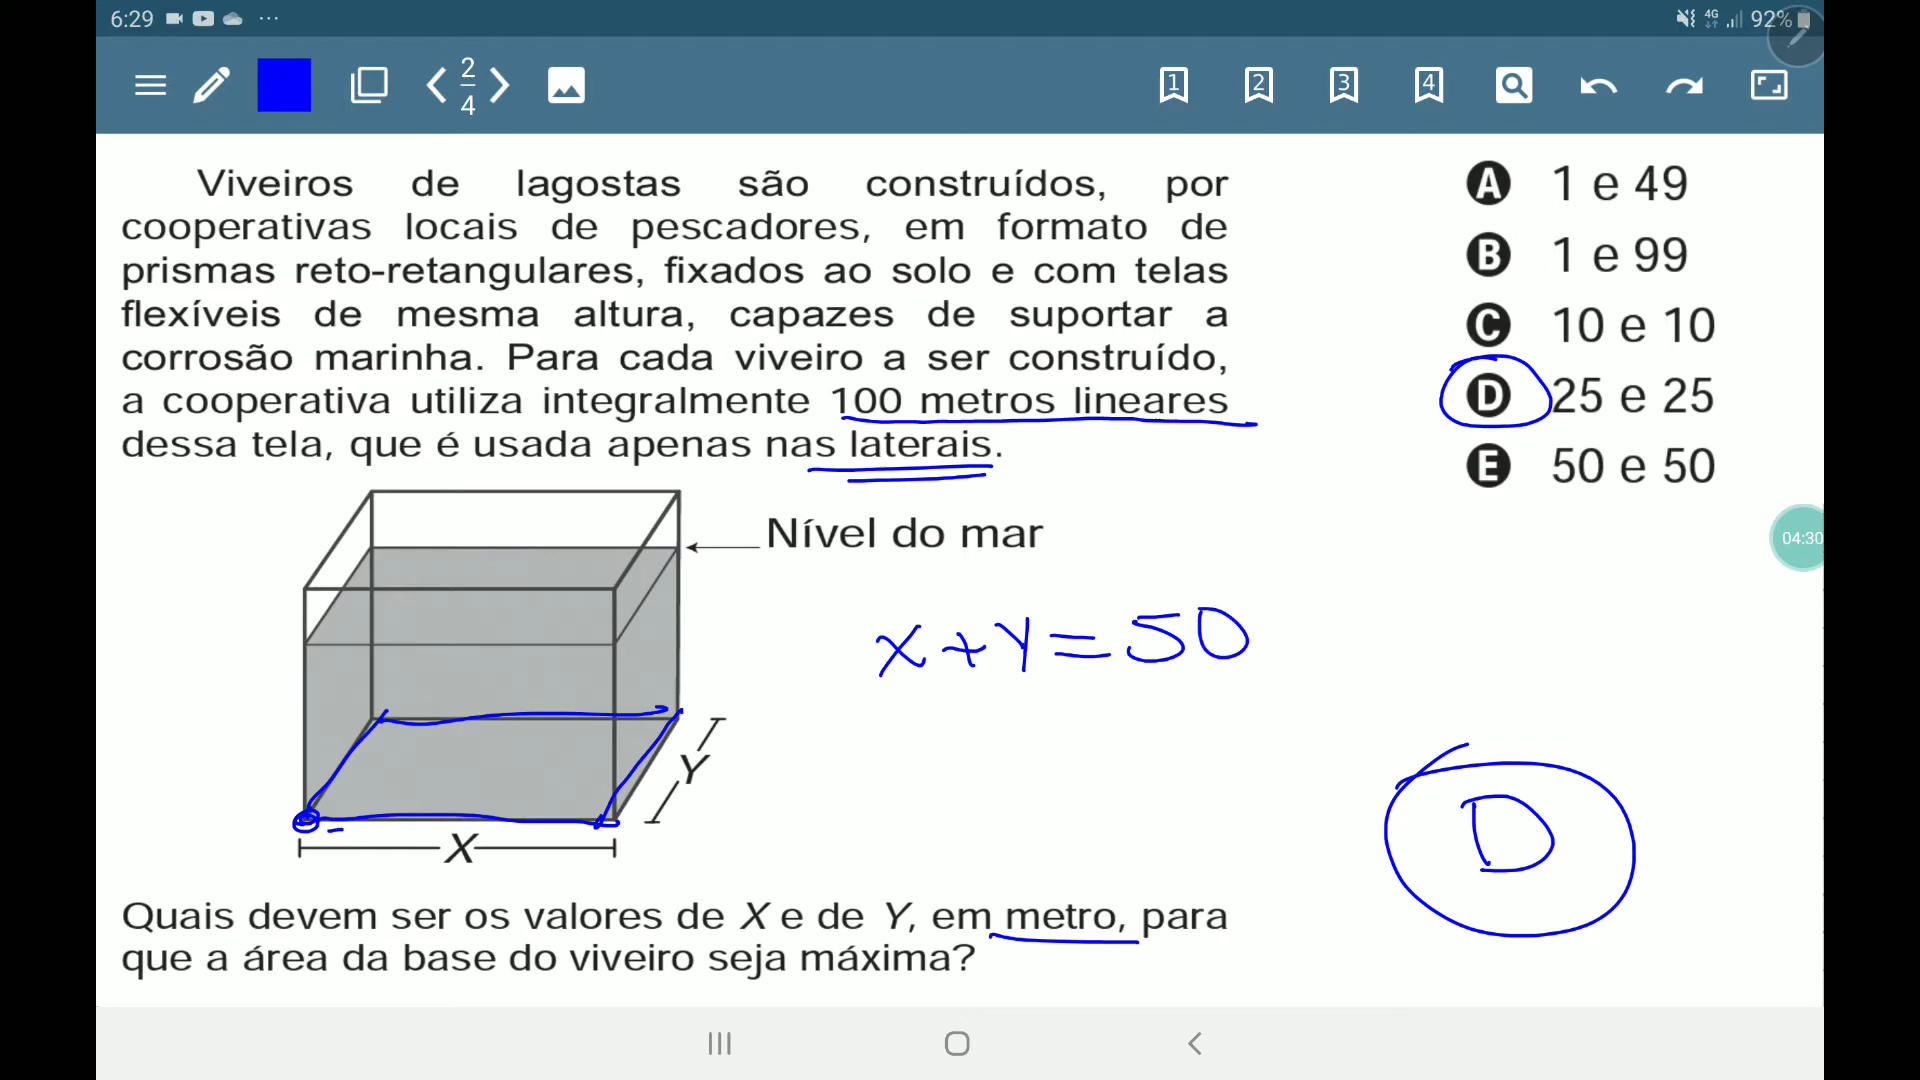 6:29 ... 4G 92%
2
4
1 2 3 4
Viveiros de lagostas são construídos, por
cooperativas locais de pescadores, em formato de
prismas reto-retangulares, fixados ao solo e com telas
flexíveis de mesma altura, capazes de suportar a
corrosão marinha. Para cada viveiro a ser construído,
a cooperativa utiliza integralmente 100 metros lineares
dessa tela, que é usada apenas nas laterais.
A 1 e 49
B 1 e 99
C 10 e 10
D 25 e 25
E 50 e 50
04:30
Nível do mar
X+Y=50
Y
X
D
Quais devem ser os valores de X e de Y, em metro, para
que a área da base do viveiro seja máxima?